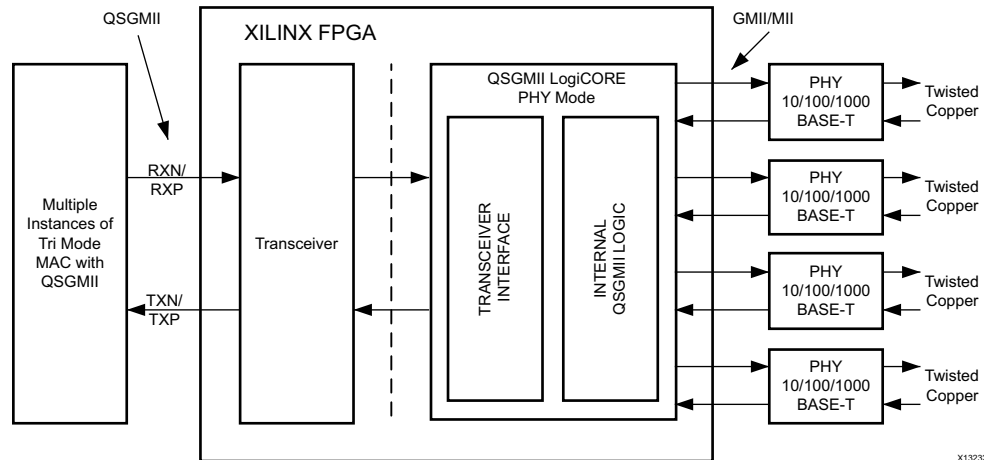 QSGMII
GMII/MII
XILINX FPGA
Multiple
Instances of
Tri Mode
MAC with
QSGMII
RXN/
RXP
TXN/
TXP
Transceiver
QSGMII LogiCORE
PHY Mode
TRANSCEIVER
INTERFACE
INTERNAL
QSGMII LOGIC
PHY
10/100/1000
BASE-T
Twisted
Copper
PHY
10/100/1000
BASE-T
Twisted
Copper
PHY
10/100/1000
BASE-T
Twisted
Copper
PHY
10/100/1000
BASE-T
Twisted
Copper